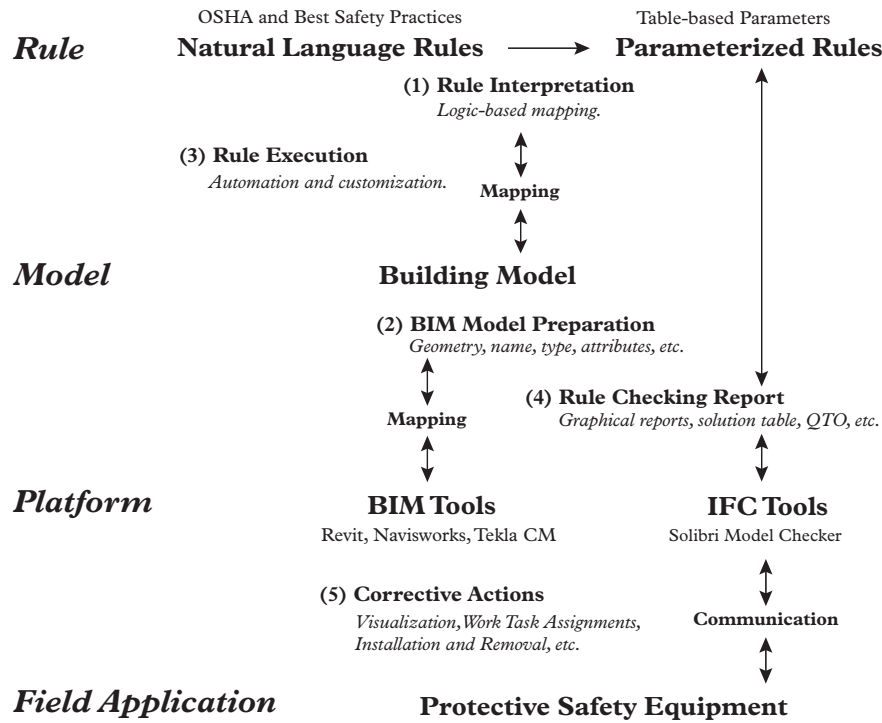 OSHA and Best Safety Practices
Table-based Parameters
Rule
Natural Language Rules
Parameterized Rules
(1) Rule Interpretation
Logic-based mapping.
(3) Rule Execution
Automation and customization.
Mapping
Model
Building Model
(2) BIM Model Preparation
Geometry, name, type, attributes, etc.
(4) Rule Checking Report
Graphical reports, solution table, QTO, etc.
Mapping
Platform
BIM Tools
IFC Tools
Revit, Navisworks, Tekla CM
Solibri Model Checker
(5) Corrective Actions
Visualization, Work Task Assignments,
Installation and Removal, etc.
Communication
Field Application
Protective Safety Equipment